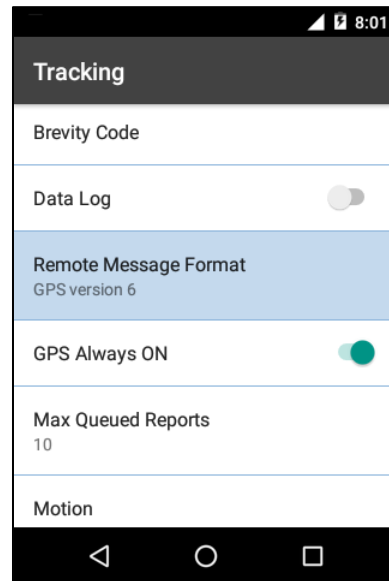 8:01
Tracking
Brevity Code
Data Log
Remote Message Format
GPS version 6
GPS Always ON
Max Queued Reports
10
Motion